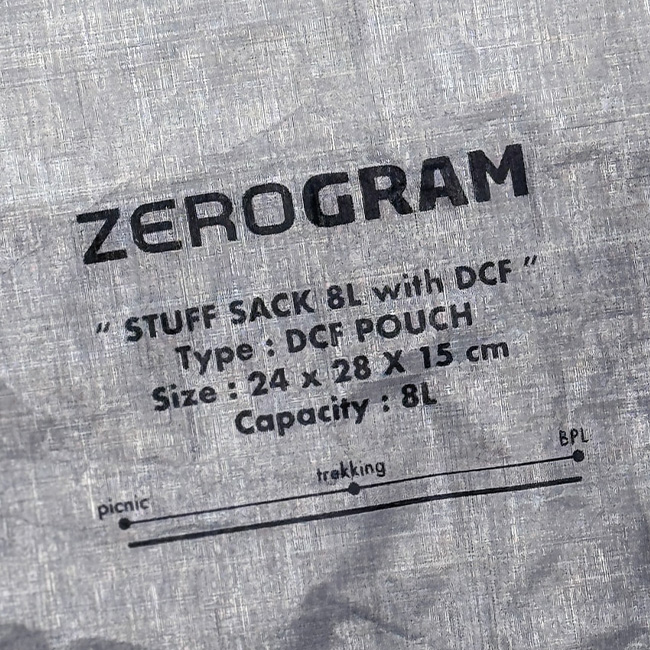 ZEROGRAM
" STUFF SACK 8L with DCF "
Type : DCF POUCH
Size : 24 x 28 X 15 cm
Capacity : 8L
picnic trekking BPL